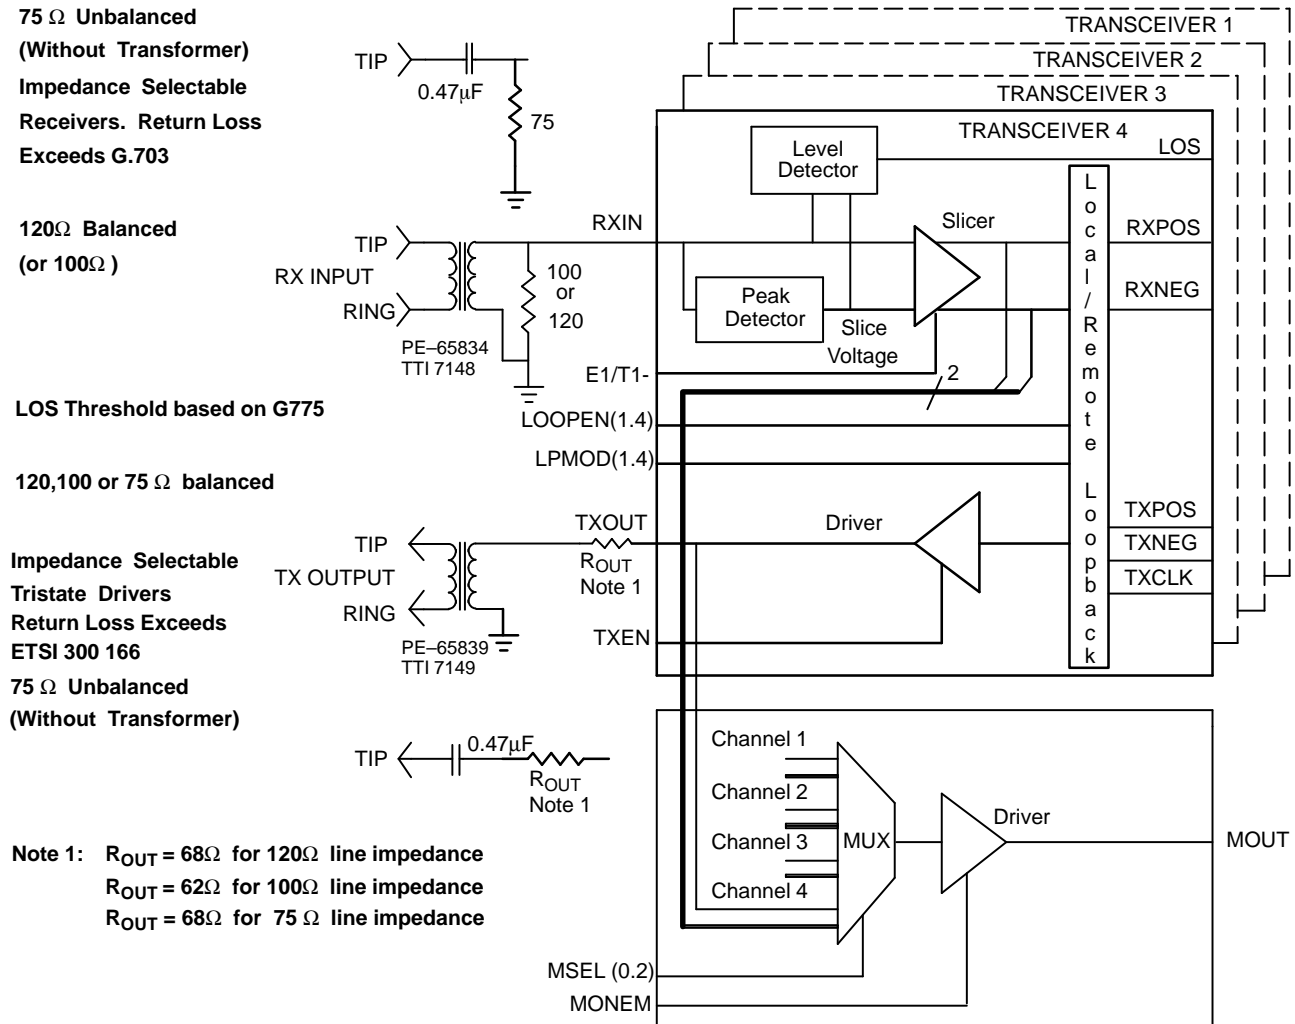 75 Ω Unbalanced
(Without Transformer)
Impedance Selectable
Receivers. Return Loss
Exceeds G.703
TIP
0.47μF
75
TRANSCEIVER 1
TRANSCEIVER 2
TRANSCEIVER 3
TRANSCEIVER 4
Level
Detector
LOS
120Ω Balanced
(or 100Ω )
TIP
RX INPUT
RING
PE–65834
TTI 7148
100
or
120
RXIN
Slicer
Peak
Detector
Slice
Voltage
RXPOS
RXNEG
E1/T1-
2
LOS Threshold based on G775
LOOPEN(1.4)
LPMOD(1.4)
Local/Remote Loopback
120,100 or 75 Ω balanced
Impedance Selectable
Tristate Drivers
Return Loss Exceeds
ETSI 300 166
75 Ω Unbalanced
(Without Transformer)
TIP
TX OUTPUT
RING
PE–65839
TTI 7149
TXOUT
ROUT
Note 1
Driver
TXEN
TXPOS
TXNEG
TXCLK
TIP
0.47μF
ROUT
Note 1
Channel 1
Channel 2
Channel 3
Channel 4
MUX
Driver
MOUT
Note 1: ROUT = 68Ω for 120Ω line impedance
ROUT = 62Ω for 100Ω line impedance
ROUT = 68Ω for 75 Ω line impedance
MSEL (0.2)
MONEM